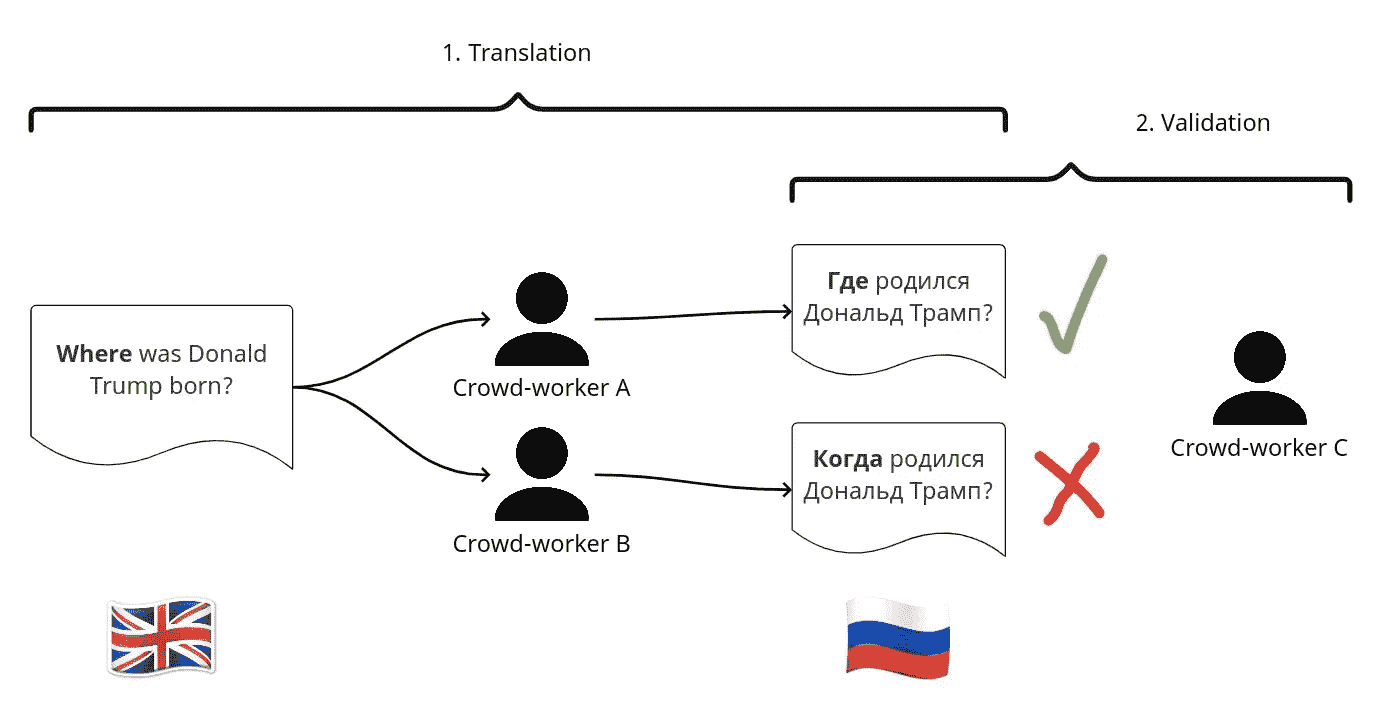 1. Translation
2. Validation
Where was Donald
Trump born?
Crowd-worker A
Crowd-worker B
Где родился
Дональд Трамп?
Когда родился
Дональд Трамп?
Crowd-worker C